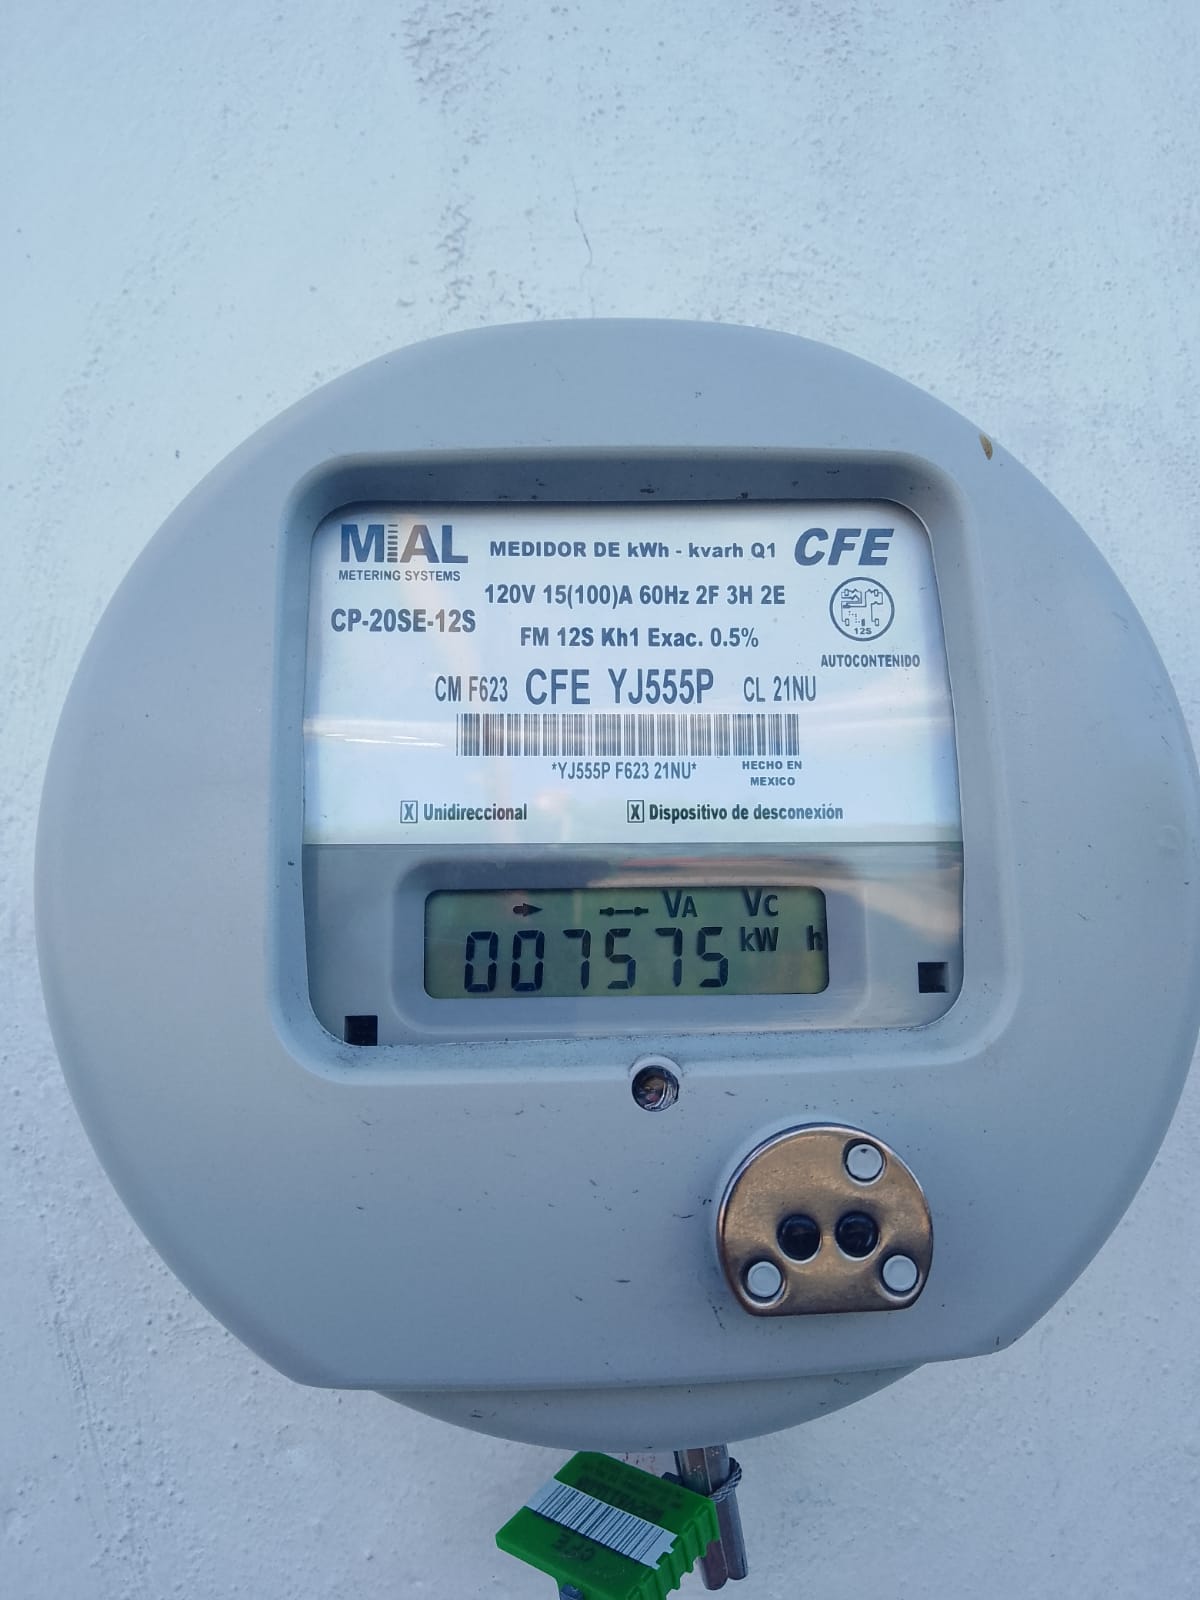 MIAL
METERING SYSTEMS
MEDIDOR DE kWh - kvarh Q1
CFE
120V 15(100)A 60Hz 2F 3H 2E
CP-20SE-12S
FM 12S Kh1 Exac. 0.5%
12S
AUTOCONTENIDO
CM F623 CFE YJ555P CL 21NU
*YJ555P F623 21NU*
HECHO EN
MEXICO
X Unidireccional
X Dispositivo de desconexión
VA VC
007575 kW h
CFE